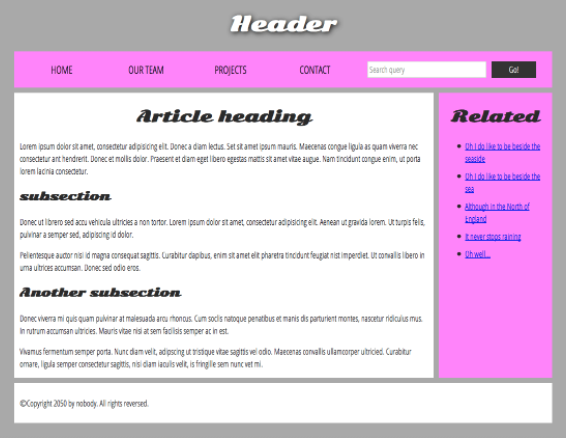 Header
HOME OUR TEAM PROJECTS CONTACT Search query Go!
Article heading
Lorem ipsum dolor sit amet, consectetur adipisicing elit. Donec a diam lectus. Set sit amet ipsum mauris. Maecenas congue ligula as quam viverra nec
consectetur ant hendrerit. Donec et mollis dolor. Praesent et diam eget libero egestas mattis sit amet vitae augue. Nam tincidunt congue enim, ut porta
lorem lacinia consectetur.
subsection
Donec ut librero sed accu vehicula ultricies a non tortor. Lorem ipsum dolor sit amet, consectetur adipisicing elit. Aenean ut gravida lorem. Ut turpis felis,
pulvinar a semper sed, adipiscing id dolor.
Pelientesque auctor nisi id magna consequat sagittis. Curabitur dapibus, enim sit amet elit pharetra tincidunt feugiat nist imperdiet. Ut convallis libero in
urna ultrices accumsan. Donec sed odio eros.
Another subsection
Donec viverra mi quis quam pulvinar at malesuada arcu rhoncus. Cum soclis natoque penatibus et manis dis parturient montes, nascetur ridiculus mus.
In rutrum accumsan ultricies. Mauris vitae nisi at sem facilisis semper ac in est.
Vivamus fermentum semper porta. Nunc diam velit, adipscing ut tristique vitae sagittis vel odio. Maecenas convallis ullamcorper ultricied. Curabitur
ornare, ligula semper consectetur sagittis, nisi diam iaculis velit, is fringille sem nunc vet mi.
Related
Oh I do like to be beside the
seaside
Oh I do like to be beside the
sea
Although in the North of
England
It never stops raining
Oh well...
©Copyright 2050 by nobody. All rights reversed.